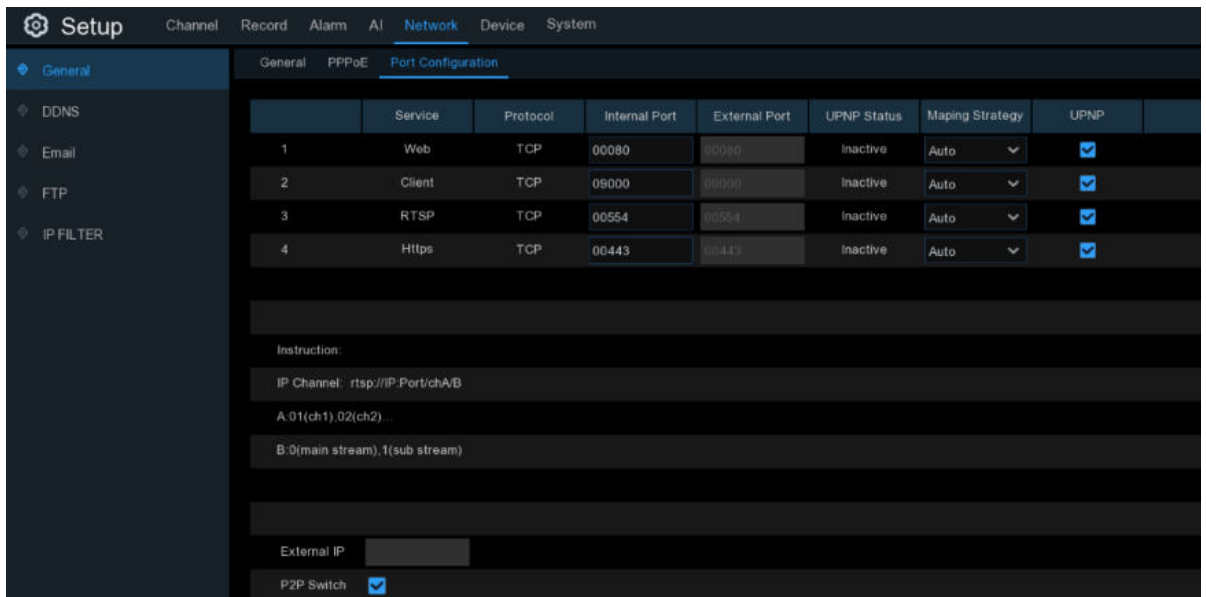 Setup Channel Record Alarm AI Network Device System
General PPPoE Port Configuration
General
DDNS
Email
FTP
IP FILTER
Service Protocol Internal Port External Port UPNP Status Maping Strategy UPNP
1 Web TCP 00080 00080 Inactive Auto
2 Client TCP 09000 09000 Inactive Auto
3 RTSP TCP 00554 00554 Inactive Auto
4 Https TCP 00443 00443 Inactive Auto
Instruction:
IP Channel: rtsp://IP:Port/chA/B
A:01(ch1),02(ch2)...
B:0(main stream),1(sub stream)
External IP
P2P Switch